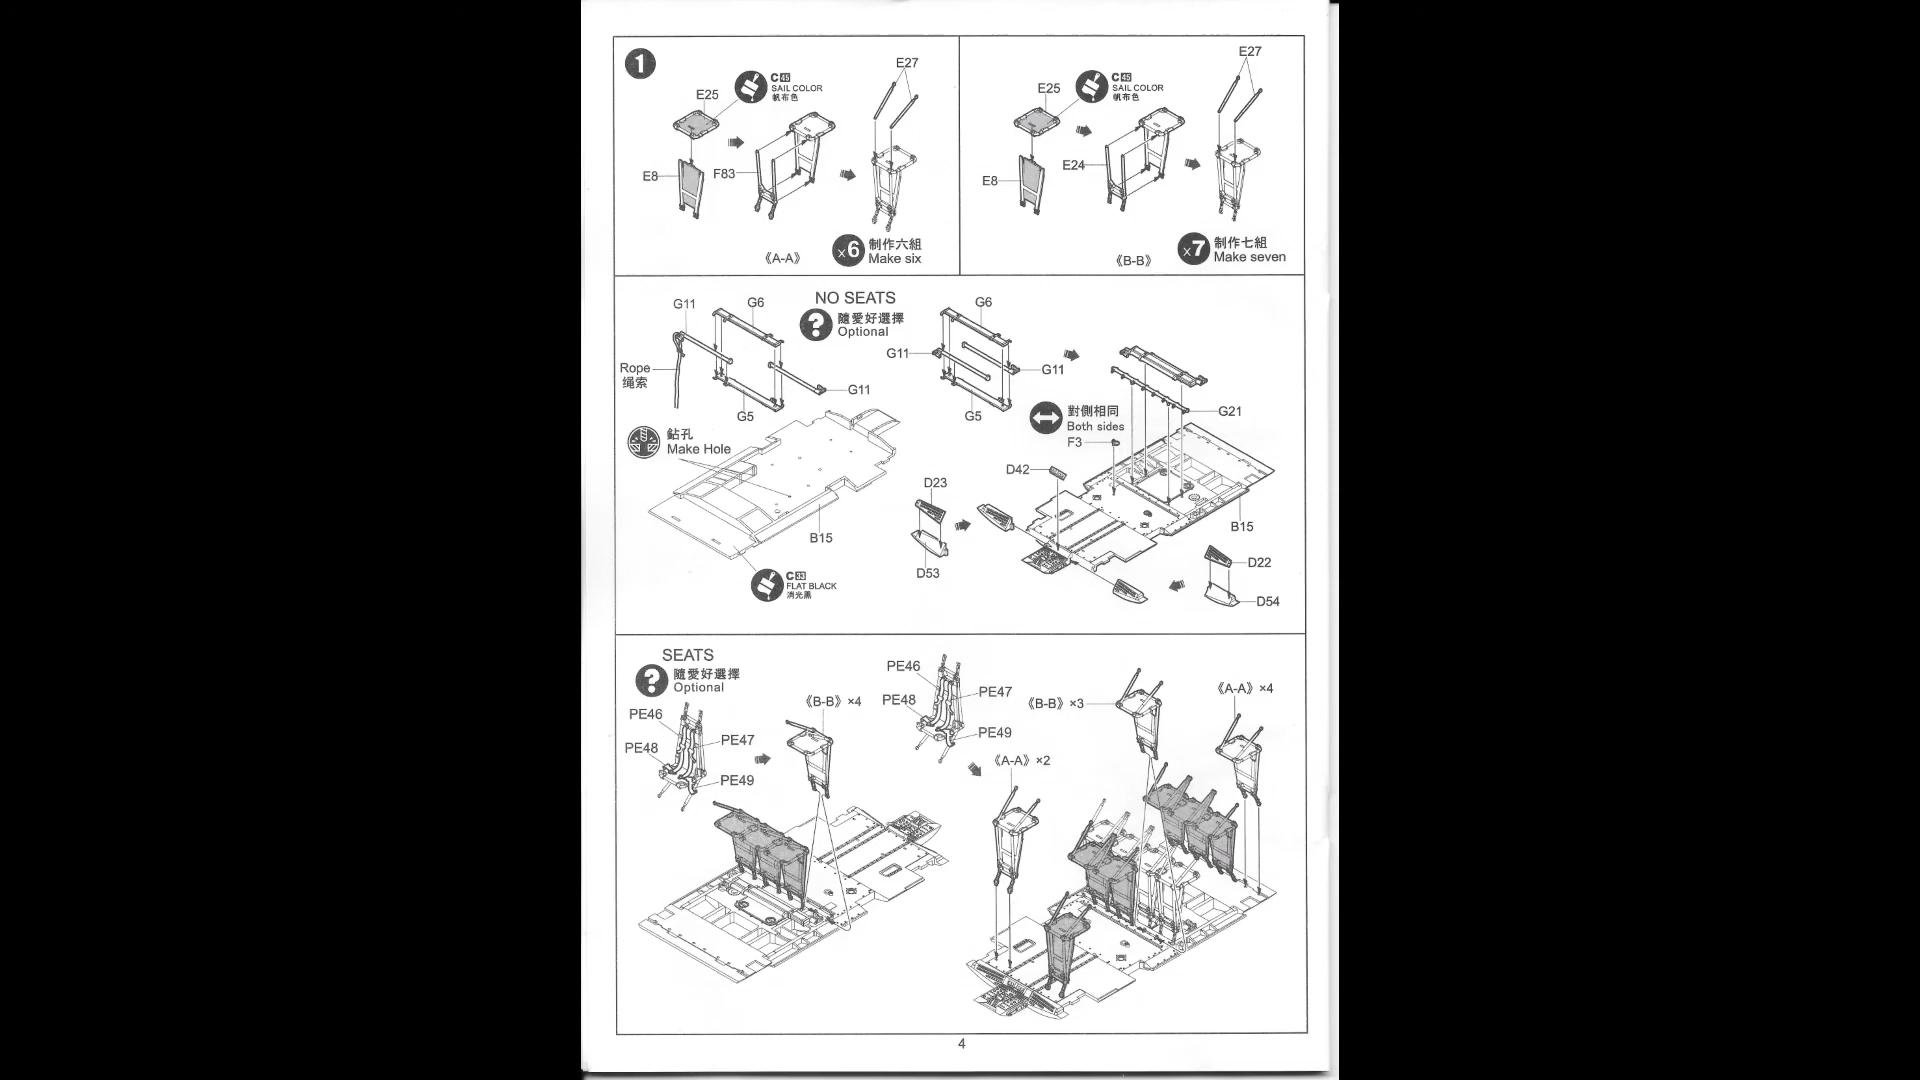 1
E25
C45
SAIL COLOR
帆布色
E27
E8
F83
《A-A》
x6
制作六組
Make six
E25
C45
SAIL COLOR
帆布色
E27
E8
E24
《B-B》
x7
制作七組
Make seven
NO SEATS
?
隨愛好選擇
Optional
G11
G6
Rope
绳索
G11
G5
鉆孔
Make Hole
B15
C33
FLAT BLACK
消光黑
G6
G11
G11
G5
G21
對側相同
Both sides
F3
D42
D23
D53
B15
D22
D54
SEATS
?
隨愛好選擇
Optional
PE46
PE48
PE47
PE49
《B-B》×4
PE46
PE48
PE47
PE49
《B-B》×3
《A-A》×4
《A-A》×2
4